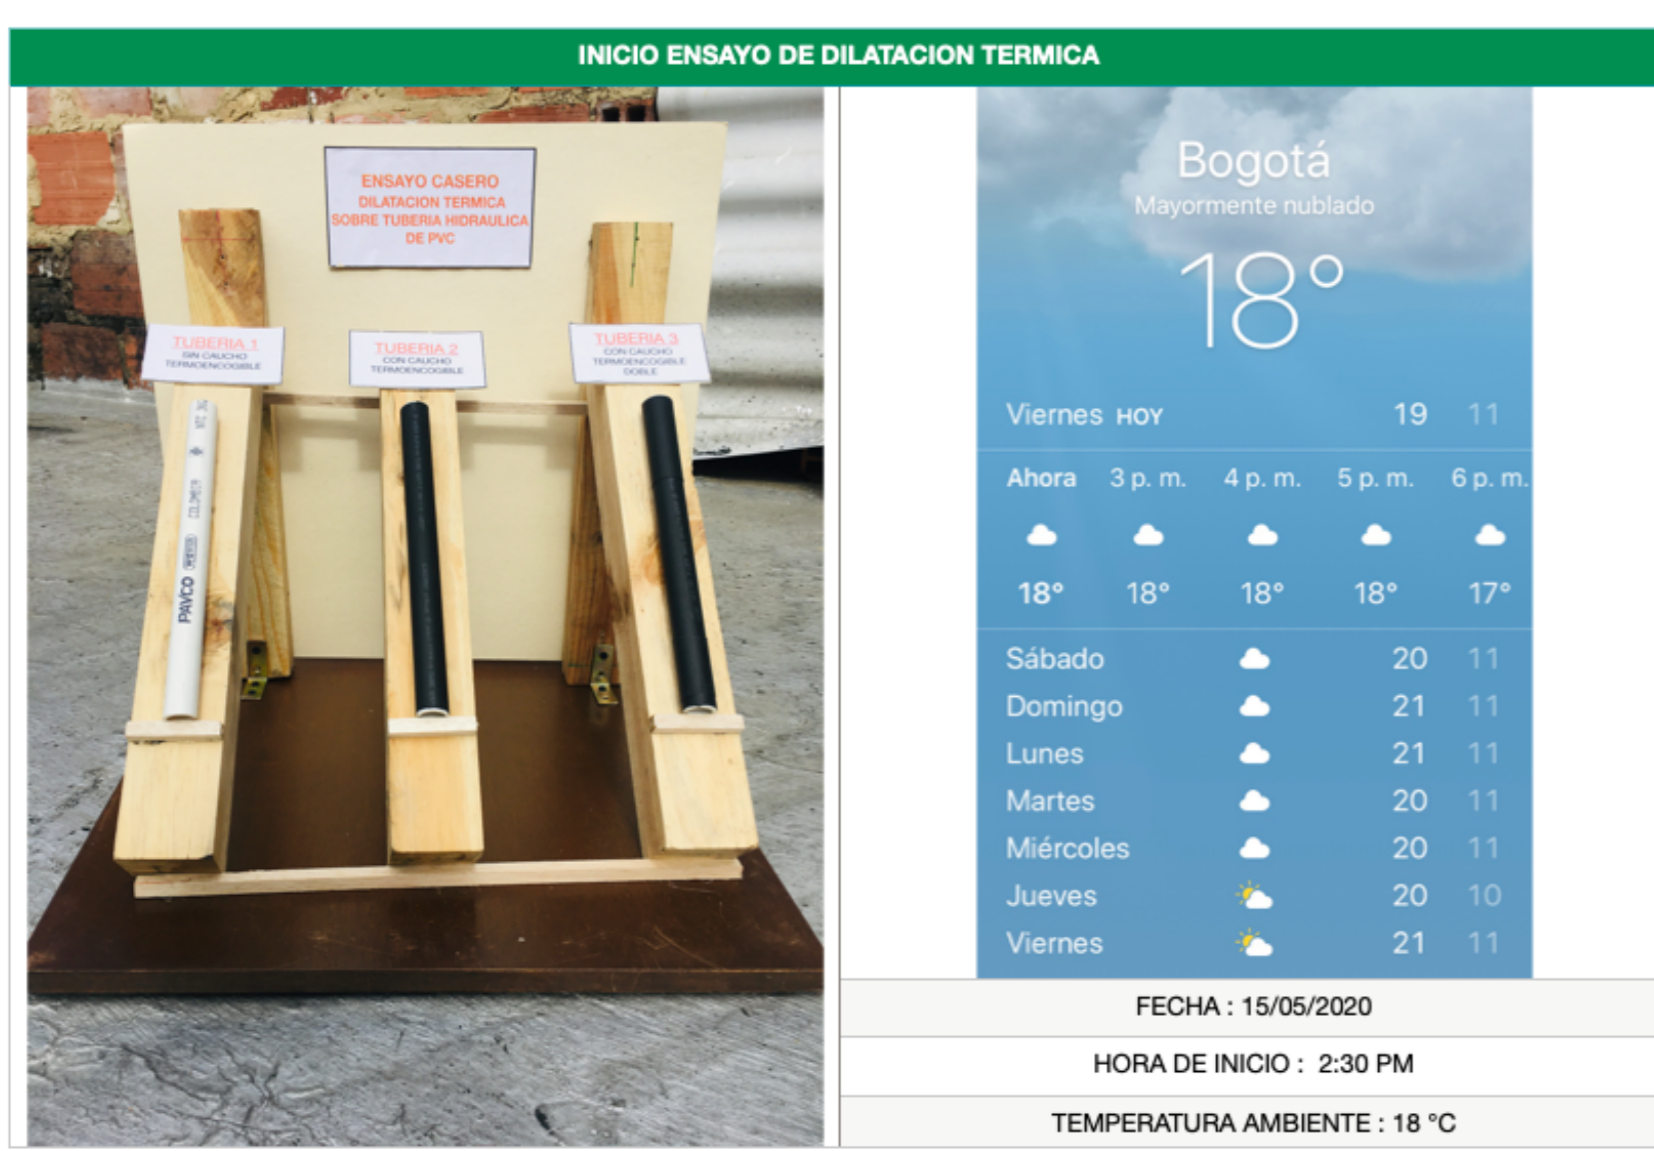 INICIO ENSAYO DE DILATACION TERMICA
ENSAYO CASERO
DILATACION TERMICA
SOBRE TUBERIA HIDRAULICA
DE PVC
TUBERIA 1
SIN CAUCHO
TERMOENCOGIBLE
TUBERIA 2
CON CAUCHO
TERMOENCOGIBLE
TUBERIA 3
CON CAUCHO
TERMOENCOGIBLE
DOBLE
PAVCO
COLOMBIA
NTC
Bogotá
Mayormente nublado
18°
Viernes HOY 19 11
Ahora 3 p. m. 4 p. m. 5 p. m. 6 p. m.
18° 18° 18° 18° 17°
Sábado 20 11
Domingo 21 11
Lunes 21 11
Martes 20 11
Miércoles 20 11
Jueves 20 10
Viernes 21 11
FECHA : 15/05/2020
HORA DE INICIO : 2:30 PM
TEMPERATURA AMBIENTE : 18 °C